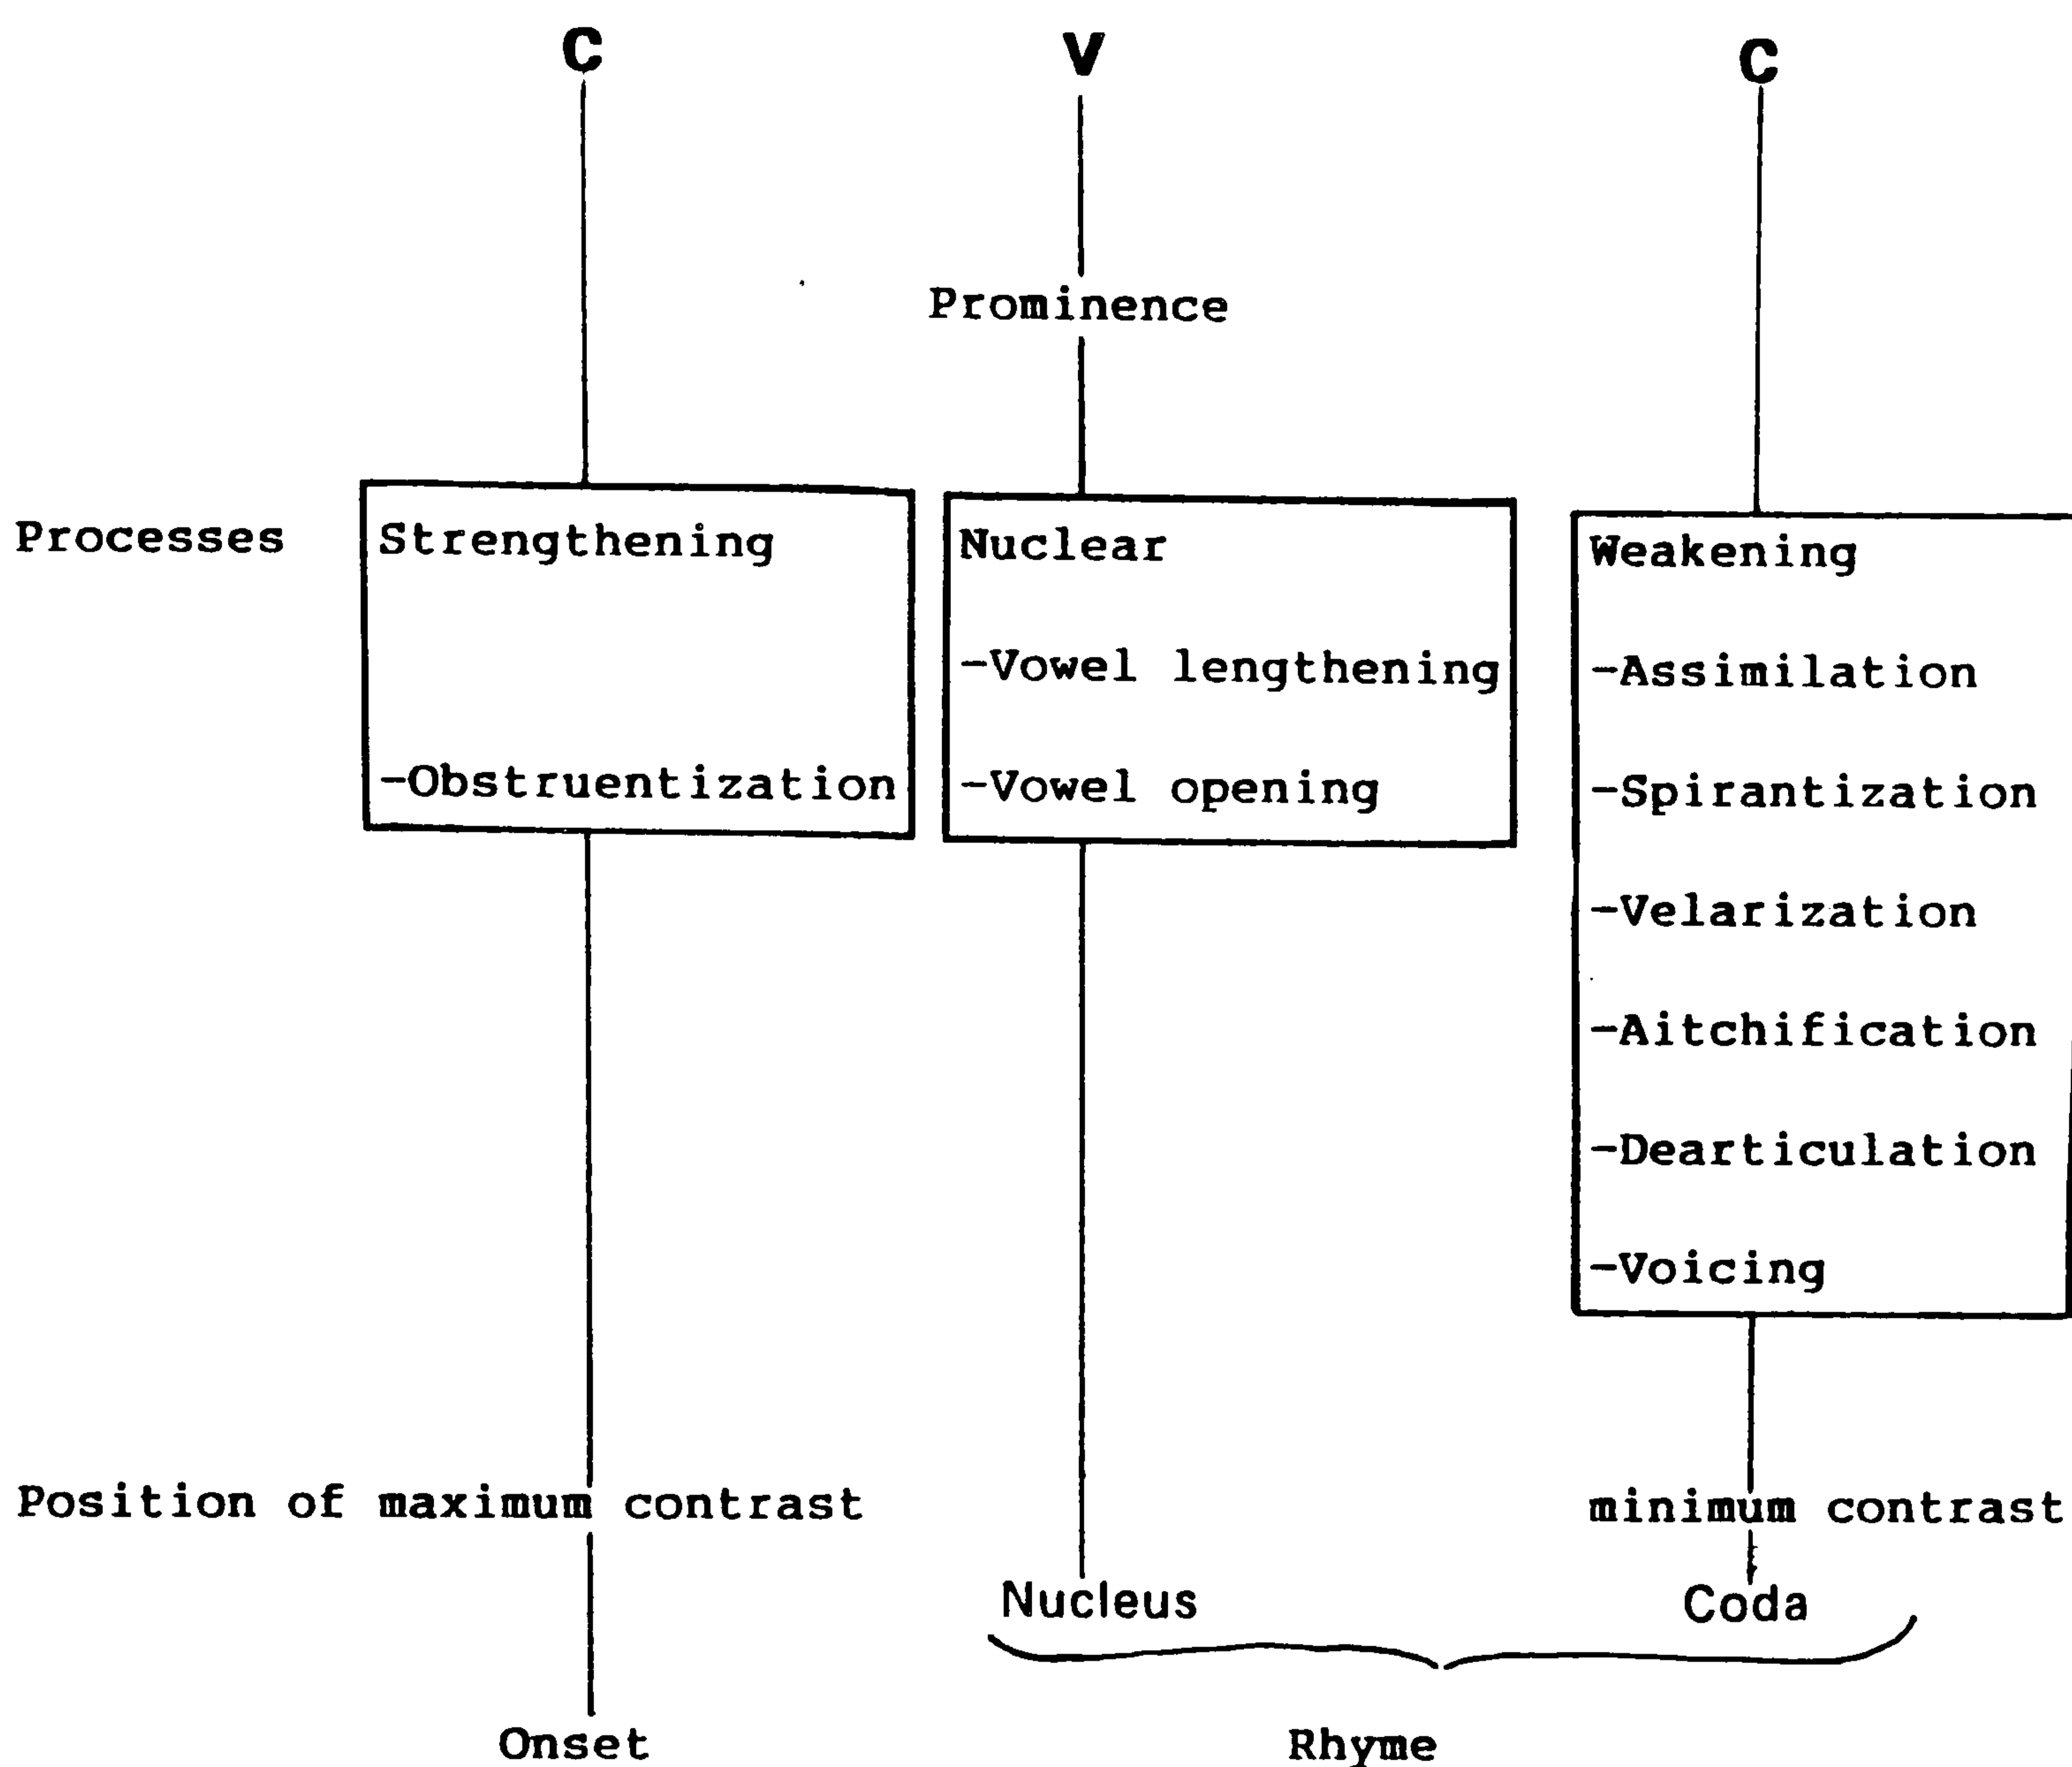 C V C
Prominence
Processes Strengthening Nuclear Weakening
-Vowel lengthening -Assimilation
-Obstruentization -Vowel opening -Spirantization
-Velarization
-Aitchification
-Dearticulation
-Voicing
Position of maximum contrast minimum contrast
Nucleus Coda
Onset Rhyme